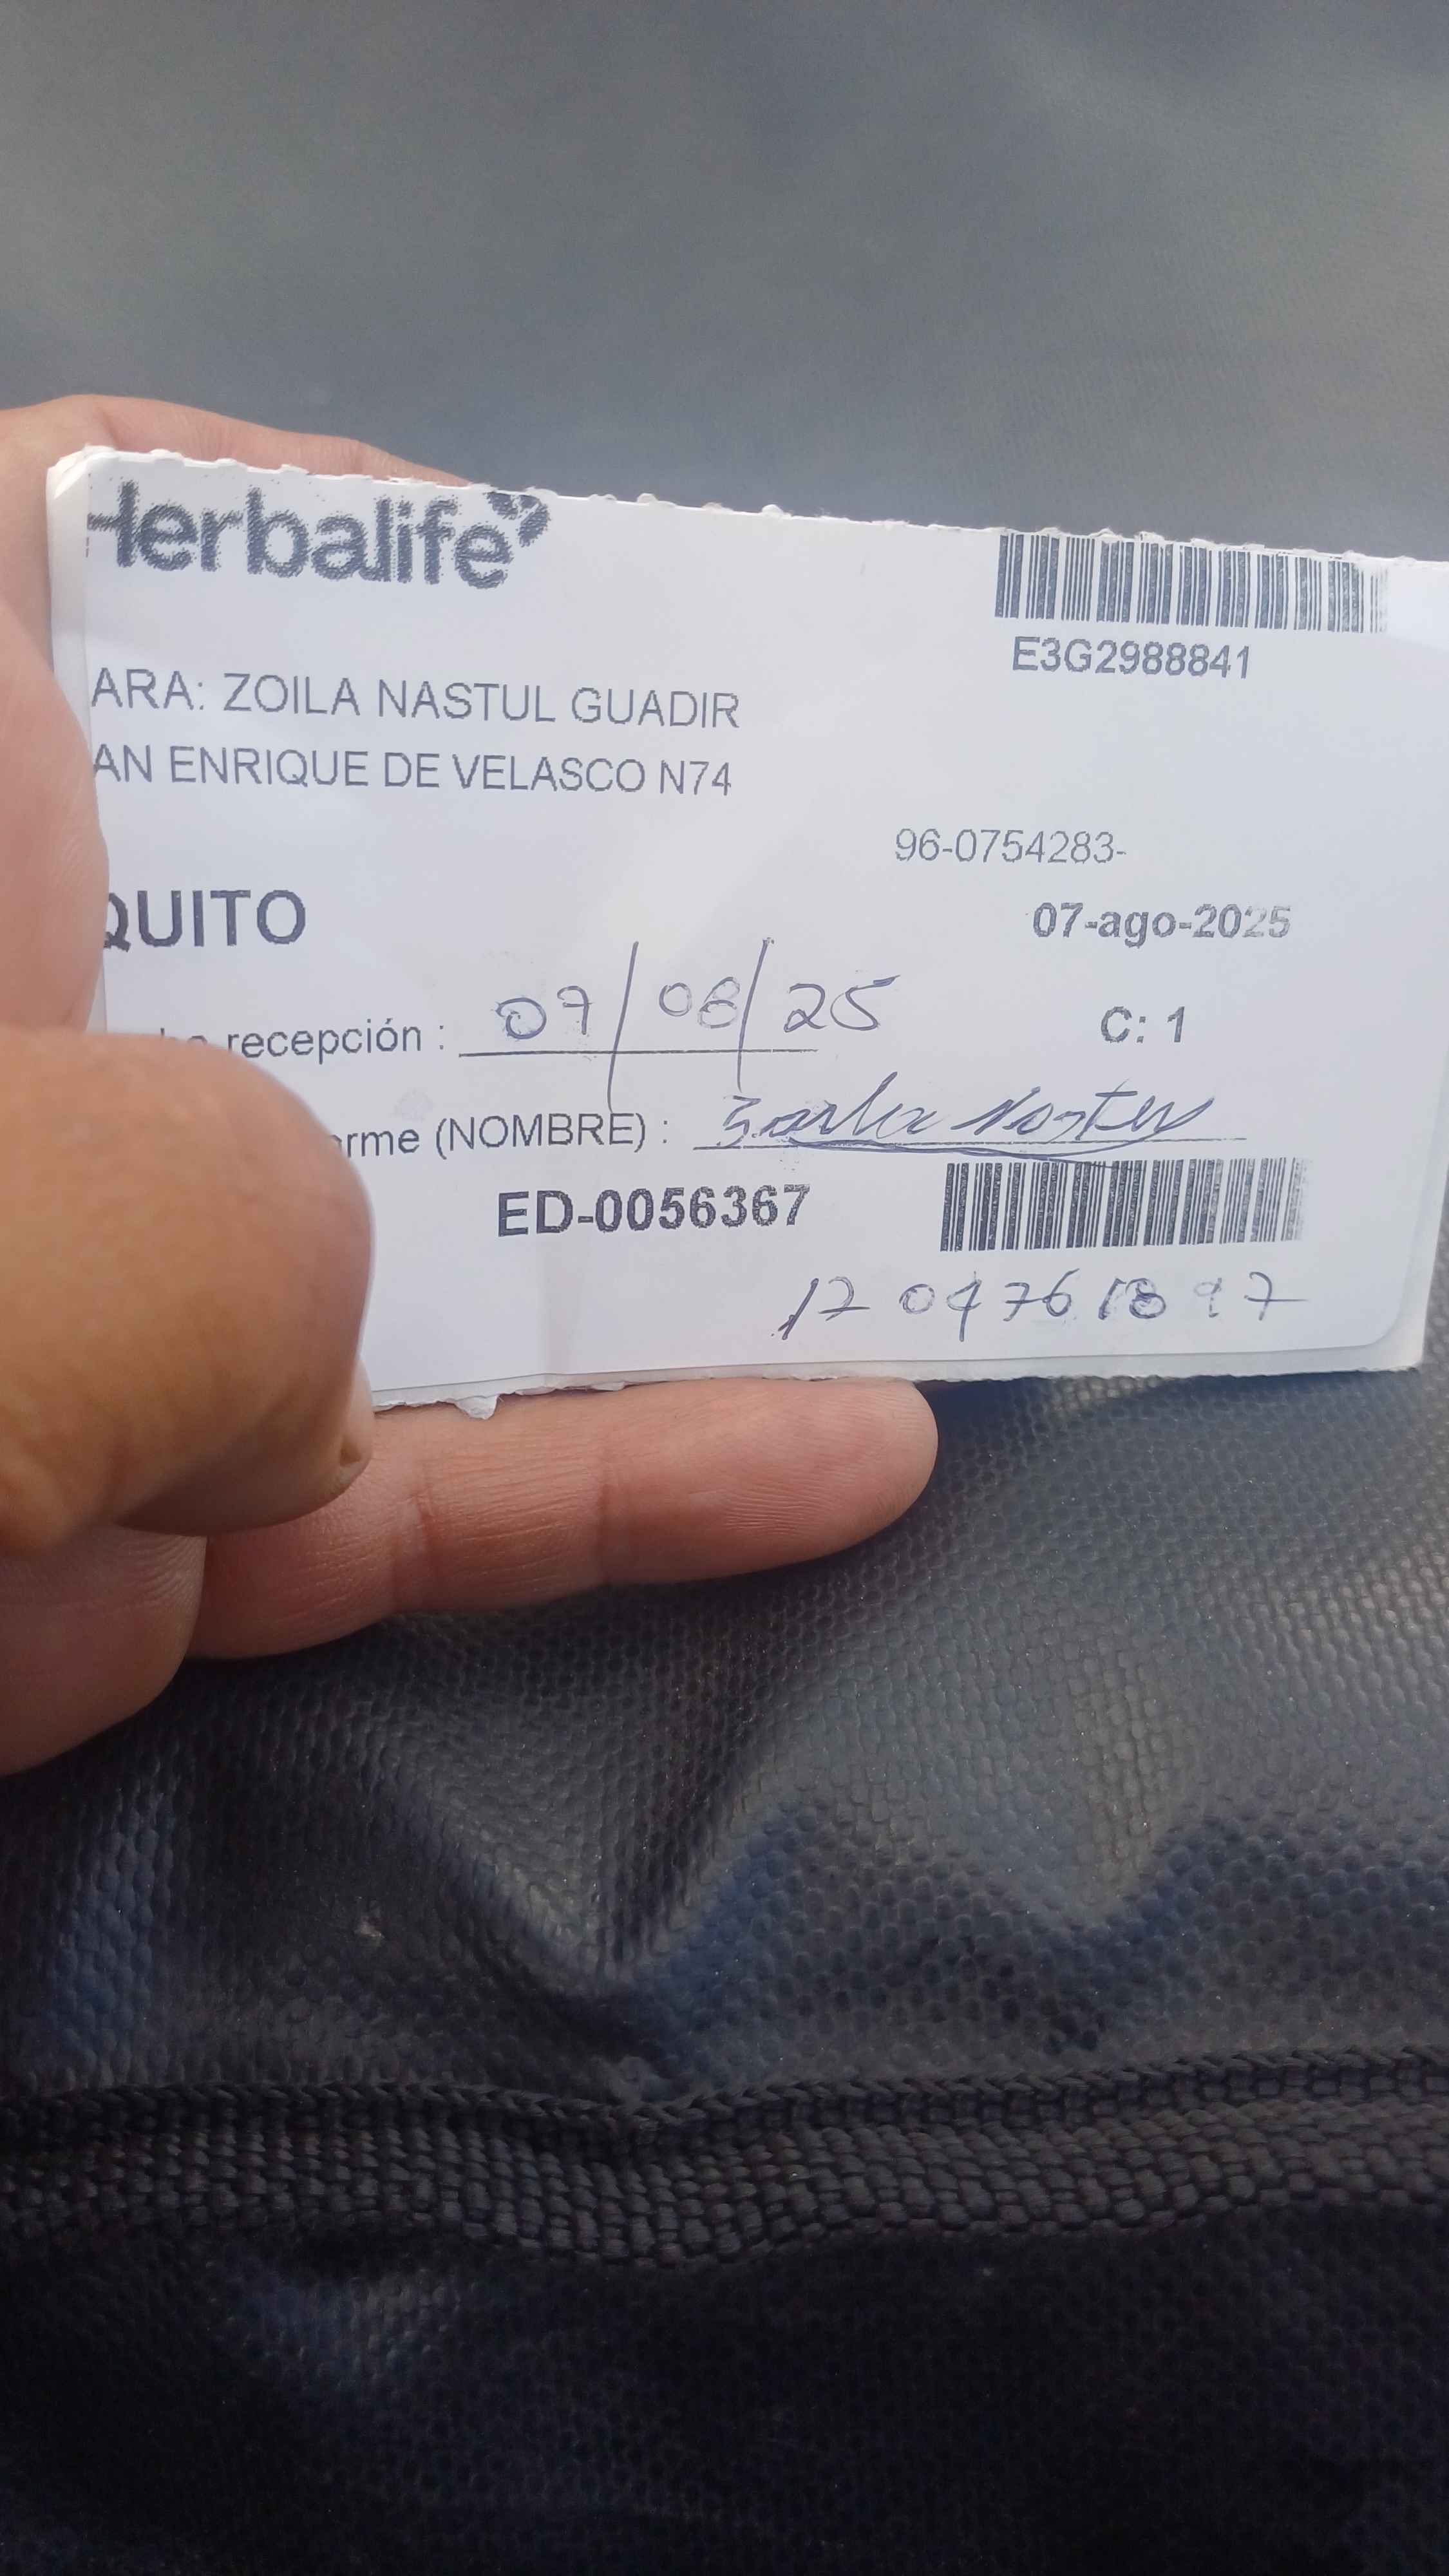 Herbalife
E3G2988841
ARA: ZOILA NASTUL GUADIR
AN ENRIQUE DE VELASCO N74
96-0754283-
QUITO
07-ago-2025
recepción : 09/08/25
C: 1
rme (NOMBRE) :
ED-0056367
1704761897